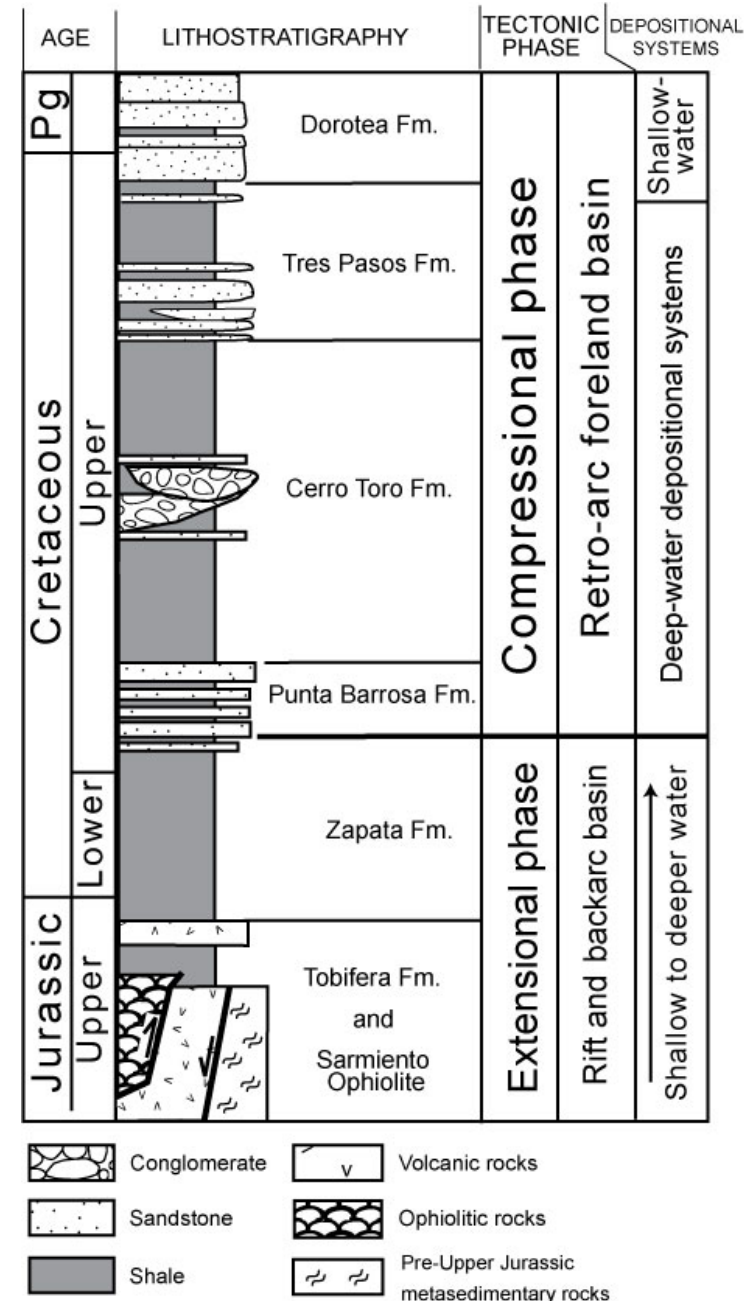 AGE
LITHOSTRATIGRAPHY
TECTONIC
PHASE
DEPOSITIONAL
SYSTEMS
Pg
Cretaceous
Upper
Lower
Jurassic
Upper
Dorotea Fm.
Tres Pasos Fm.
Cerro Toro Fm.
Punta Barrosa Fm.
Zapata Fm.
Tobifera Fm.
and
Sarmiento
Ophiolite
Compressional phase
Extensional phase
Retro-arc foreland basin
Rift and backarc basin
Shallow-
water
Deep-water depositional systems
Shallow to deeper water
Conglomerate
Sandstone
Shale
Volcanic rocks
Ophiolitic rocks
Pre-Upper Jurassic
metasedimentary rocks